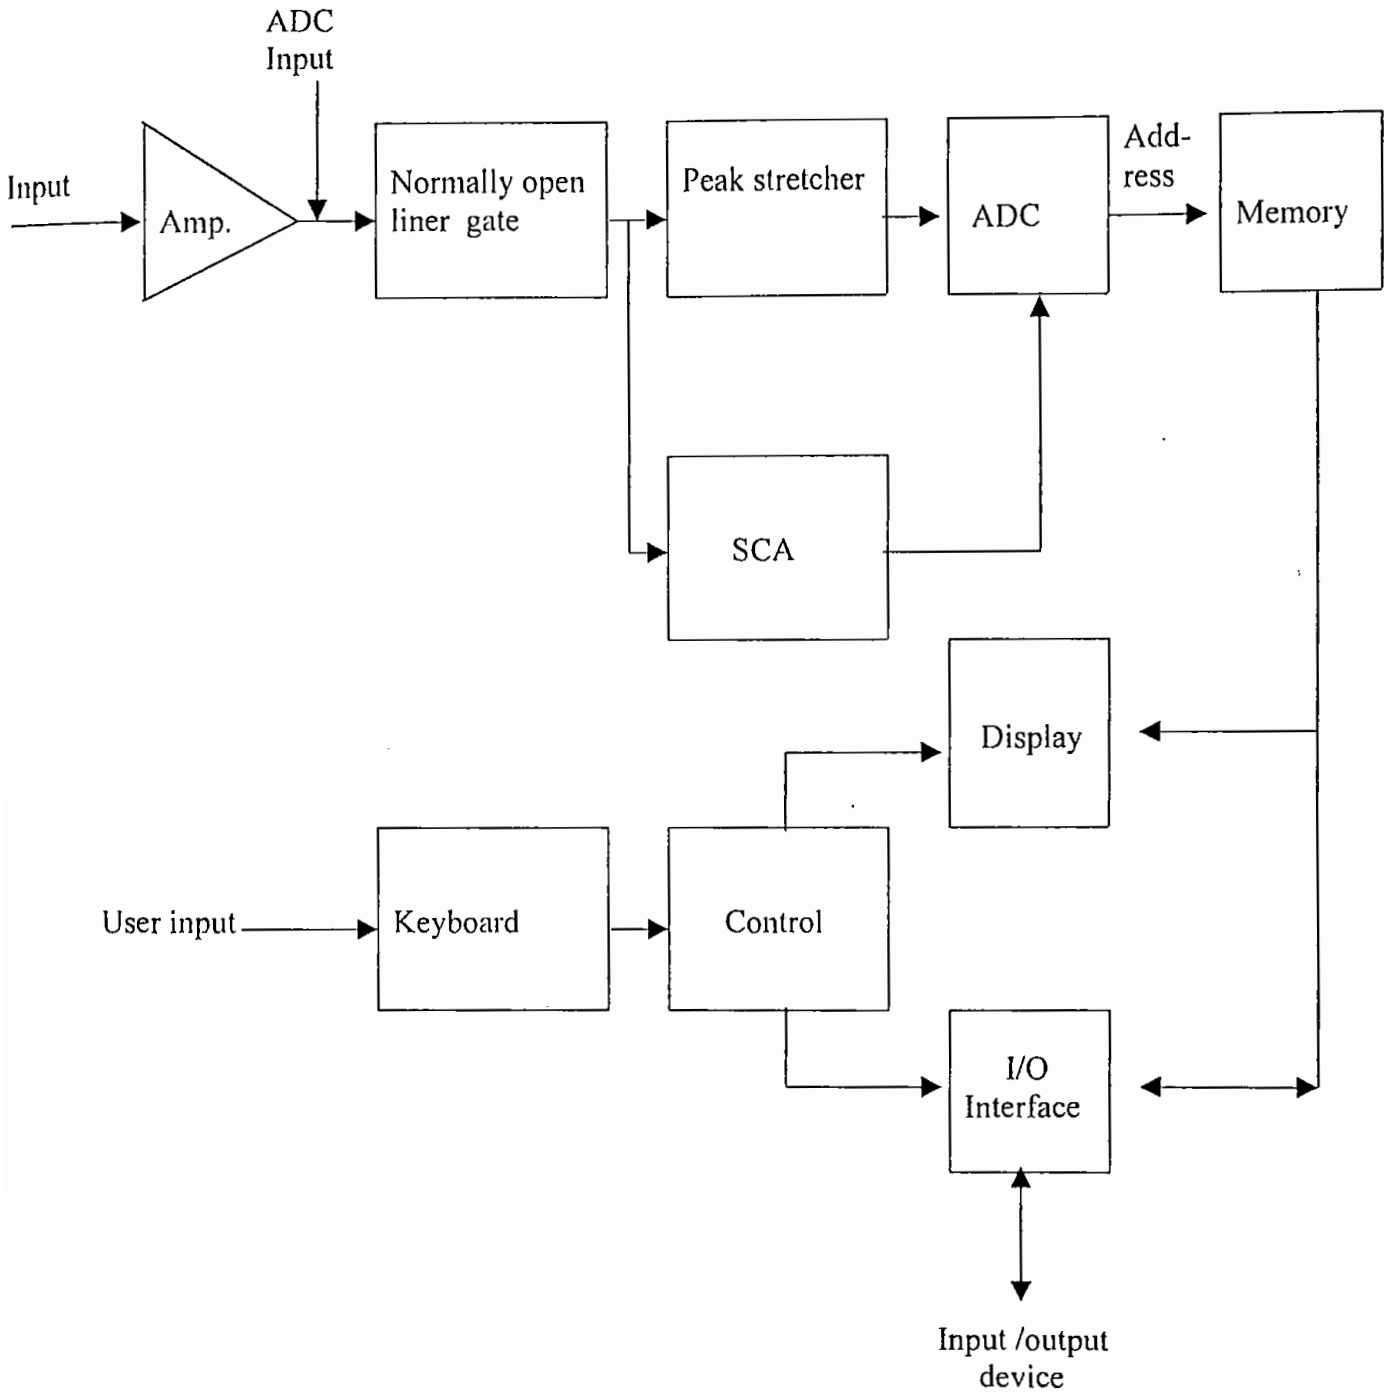 ADC
Input
Input
Amp.
Normally open
liner gate
Peak stretcher
ADC
Add-
ress
Memory
SCA
Display
User input
Keyboard
Control
I/O
Interface
Input /output
device